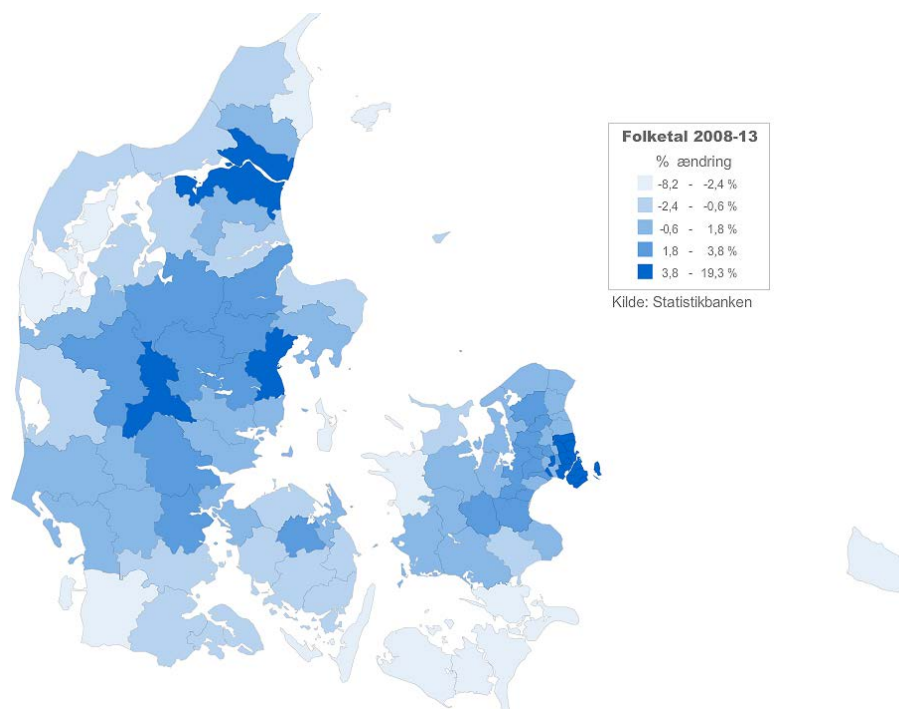 Folketal 2008-13
% ændring
-8,2 - -2,4 %
-2,4 - -0,6 %
-0,6 - 1,8 %
1,8 - 3,8 %
3,8 - 19,3 %
Kilde: Statistikbanken